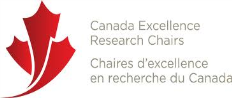 Canada Excellence
Research Chairs
Chaires d'excellence
en recherche du Canada